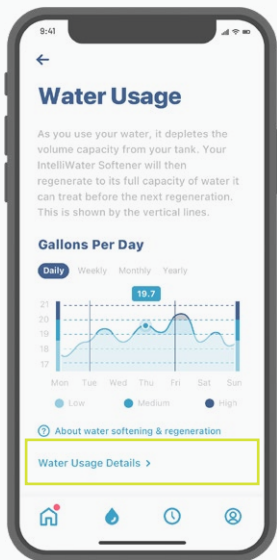 9:41
Water Usage
As you use your water, it depletes the
volume capacity from your tank. Your
IntelliWater Softener will then
regenerate to its full capacity of water it
can treat before the next regeneration.
This is shown by the vertical lines.
Gallons Per Day
Daily Weekly Monthly Yearly
19.7
21
20
19
18
17
Mon Tue Wed Thu Fri Sat Sun
Low Medium High
? About water softening & regeneration
Water Usage Details >